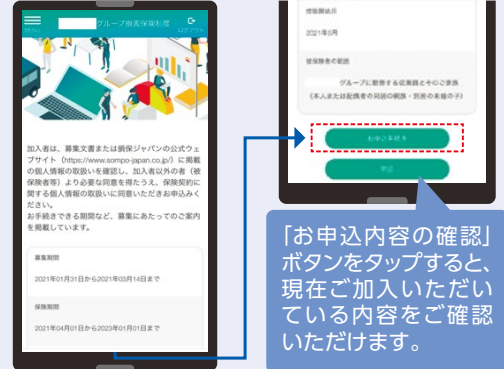 MENU
グループ損害保険制度
ログアウト
加入者は、募集文書または損保ジャパンの公式ウェ
ブサイト（https://www.sompo-japan.co.jp/）に掲載
の個人情報の取扱いを確認し、加入者以外の者（被
保険者等）より必要な同意を得たうえ、保険契約に
関する個人情報の取扱いに同意いただきお申込みく
ださい。
お手続きできる期間など、募集にあたってのご案内
を掲載しています。
募集期間
2021年01月31日から2021年03月14日まで
保険期間
2021年04月01日から2023年01月01日まで
2021年5月
被保険者の範囲
グループに勤務する従業員とそのご家族
（本人または配偶者の同居の親族・別居の未婚の子）
お申込手続き
「お申込内容の確認」
ボタンをタップすると、
現在ご加入いただい
ている内容をご確認
いただけます。